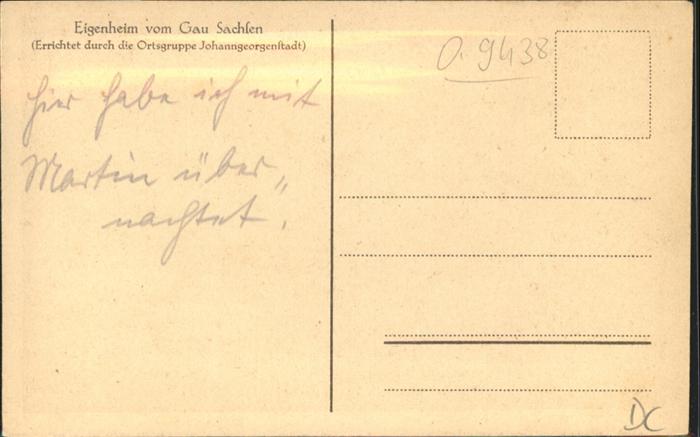 Eigenheim vom Gau Sachsen
(Errichtet durch die Ortsgruppe Johanngeorgenstadt)
O. 9438
hier habe ich mit
Martin über„
nachtet.
DC